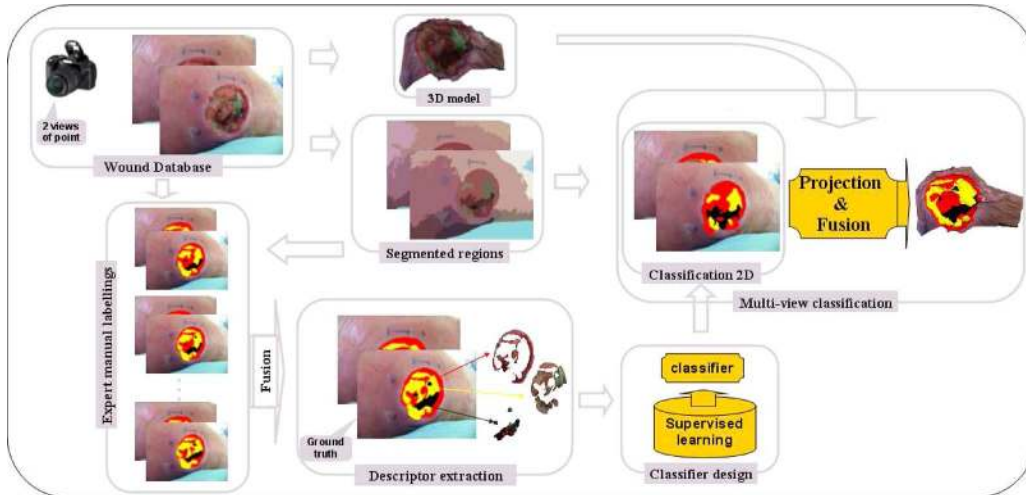 2 views
of point
Wound Database
3D model
Segmented regions
Expert manual labellings
Fusion
Ground
truth
Descriptor extraction
classifier
Supervised
learning
Classifier design
Classification 2D
Projection
&
Fusion
Multi-view classification